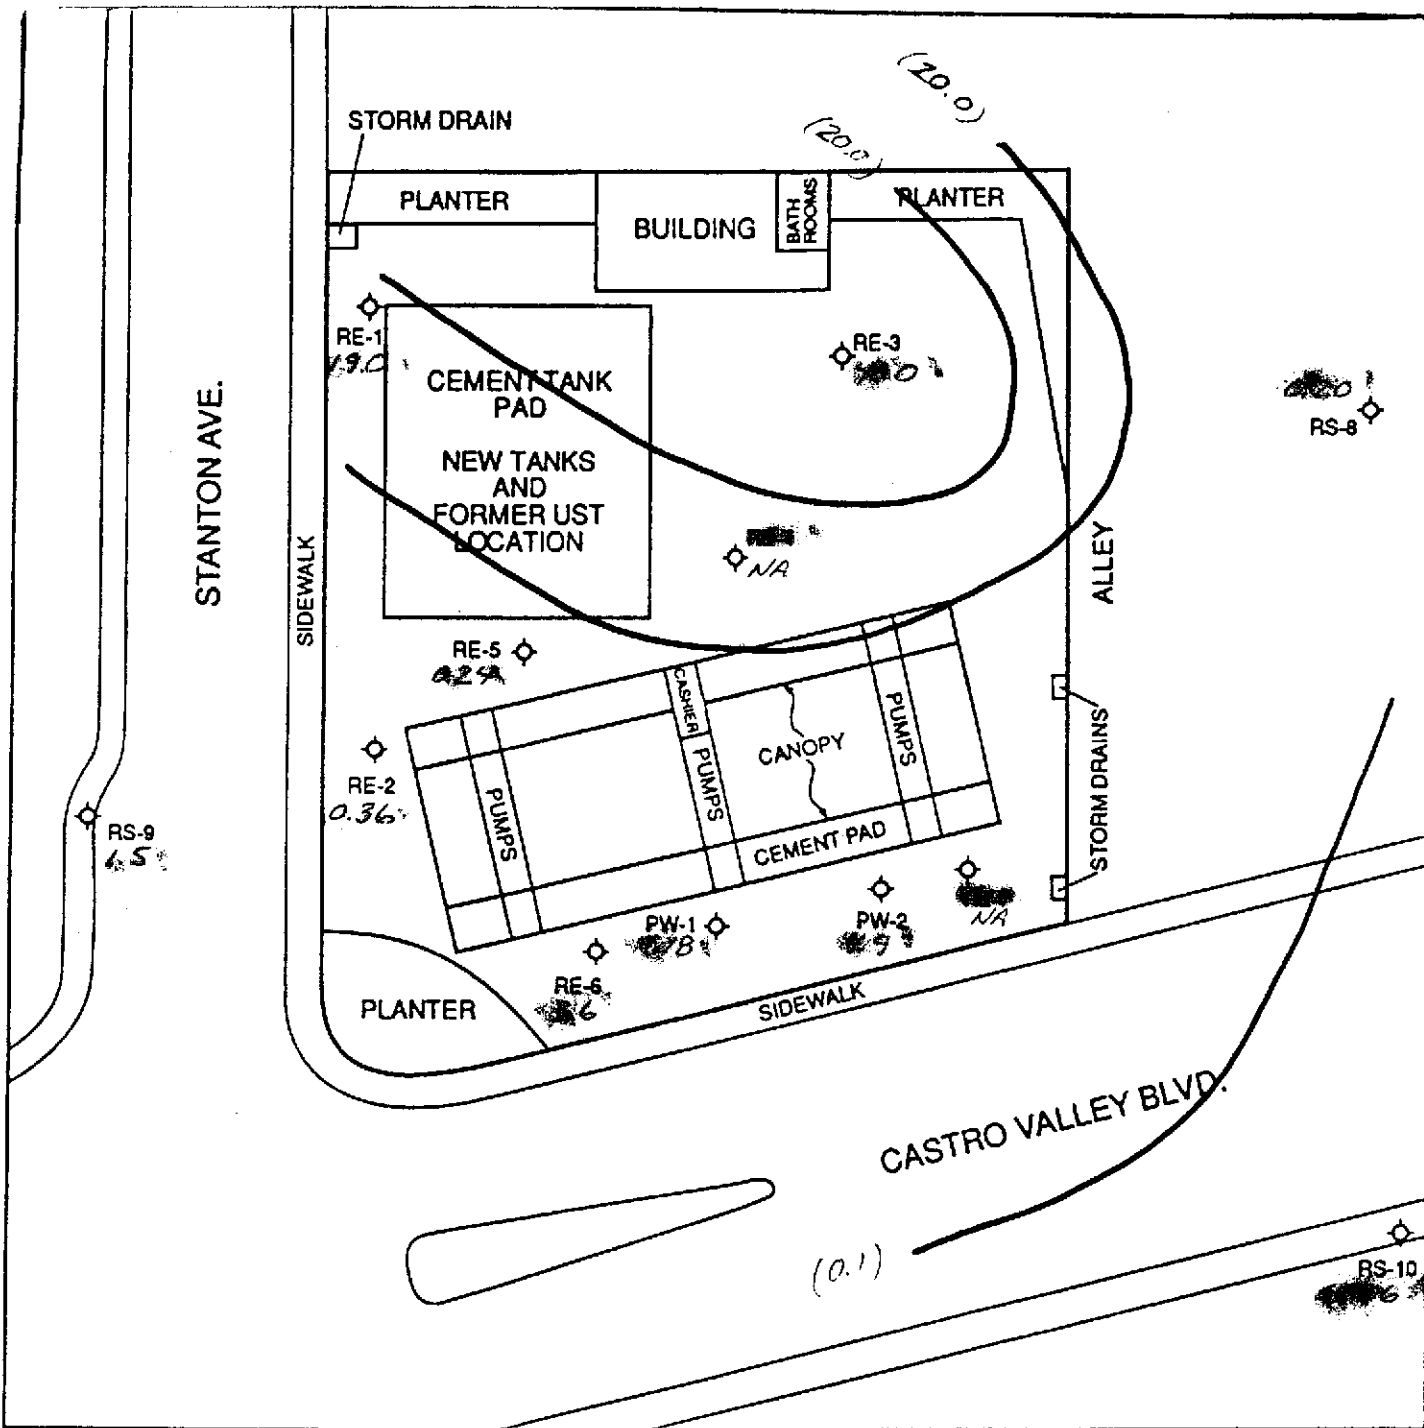 (20.0)
STORM DRAIN
PLANTER
BUILDING
BATH
ROOMS
PLANTER
RE-1
19.0
CEMENT TANK
PAD
NEW TANKS
AND
FORMER UST
LOCATION
RE-3
RS-8
STANTON AVE.
SIDEWALK
NA
ALLEY
RE-5
CASHIER
PUMPS
PUMPS
PUMPS
CANOPY
CEMENT PAD
STORM DRAINS
RE-2
0.36
RS-9
PW-1
PW-2
NA
RE-6
PLANTER
SIDEWALK
CASTRO VALLEY BLVD.
(0.1)
RS-10